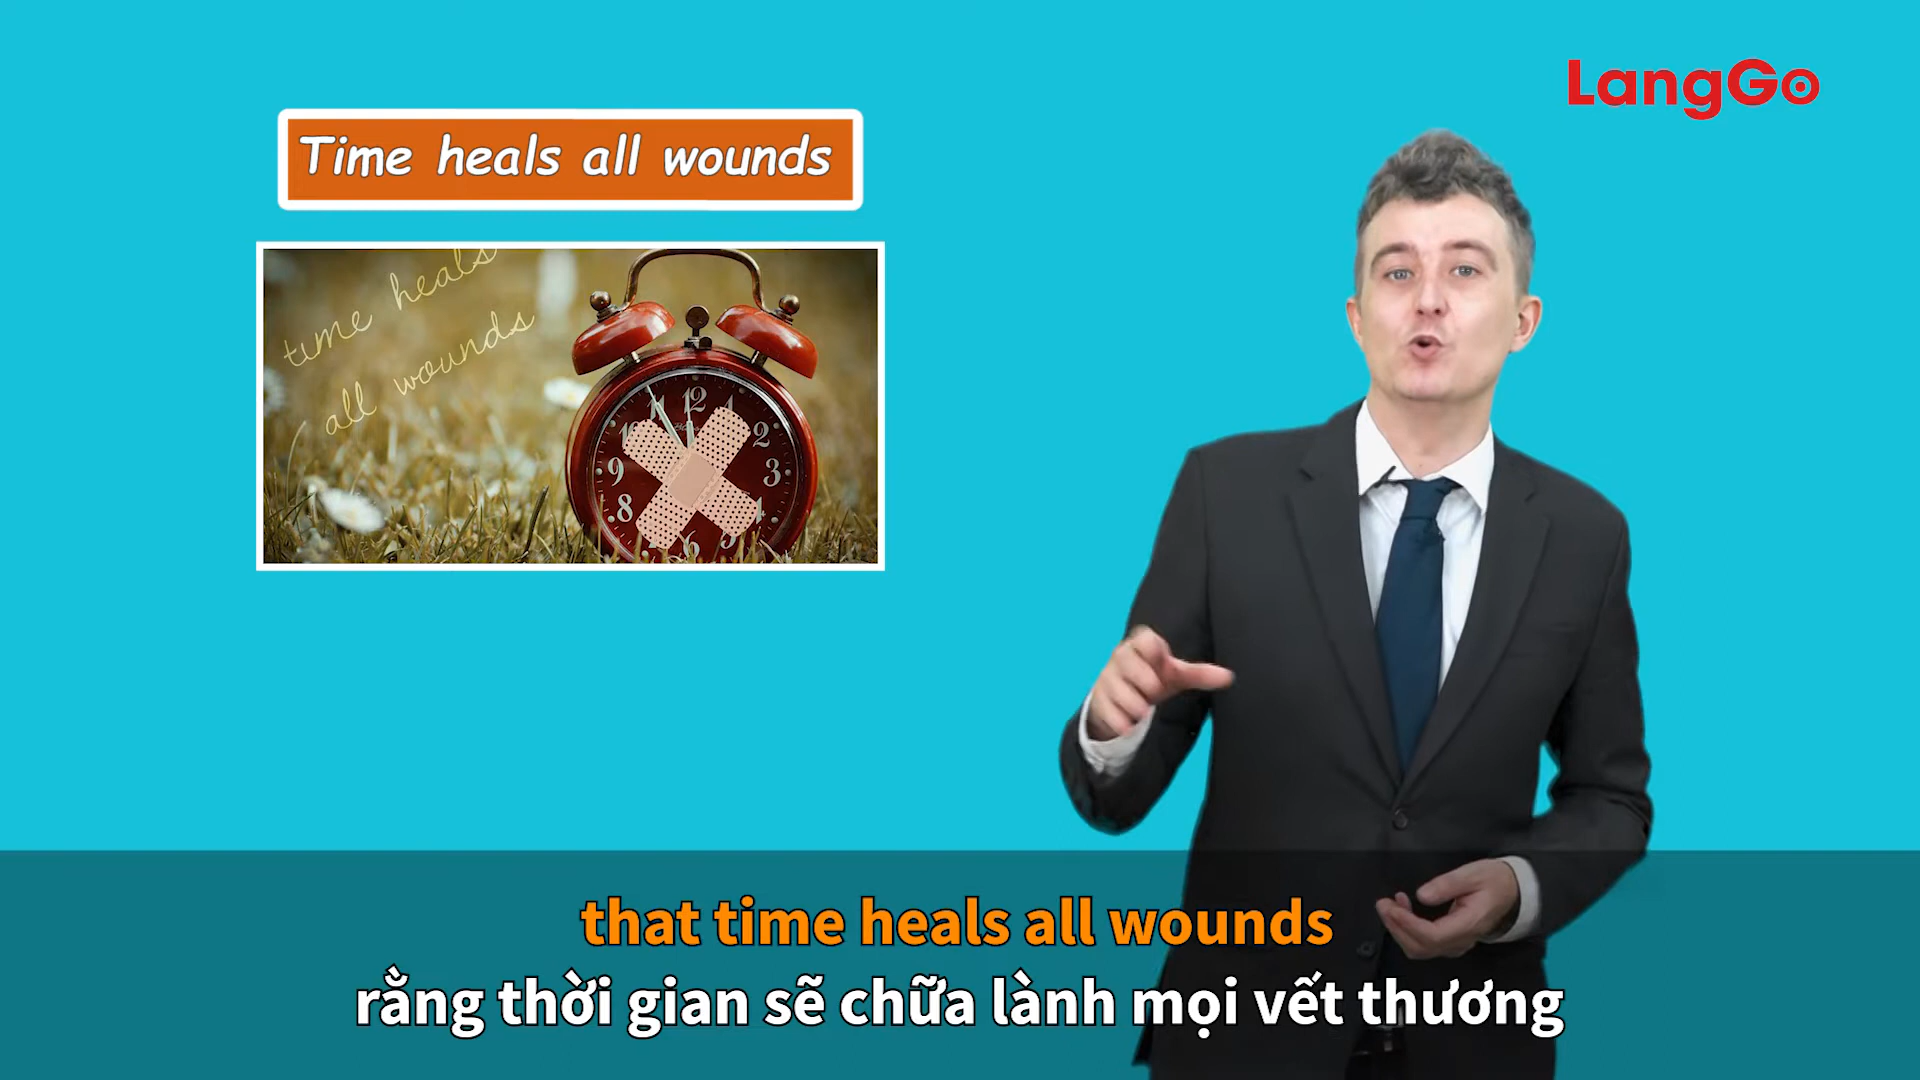 LangGo
Time heals all wounds
time heals
all wounds
12
2
3
9
8
6
that time heals all wounds
rằng thời gian sẽ chữa lành mọi vết thương